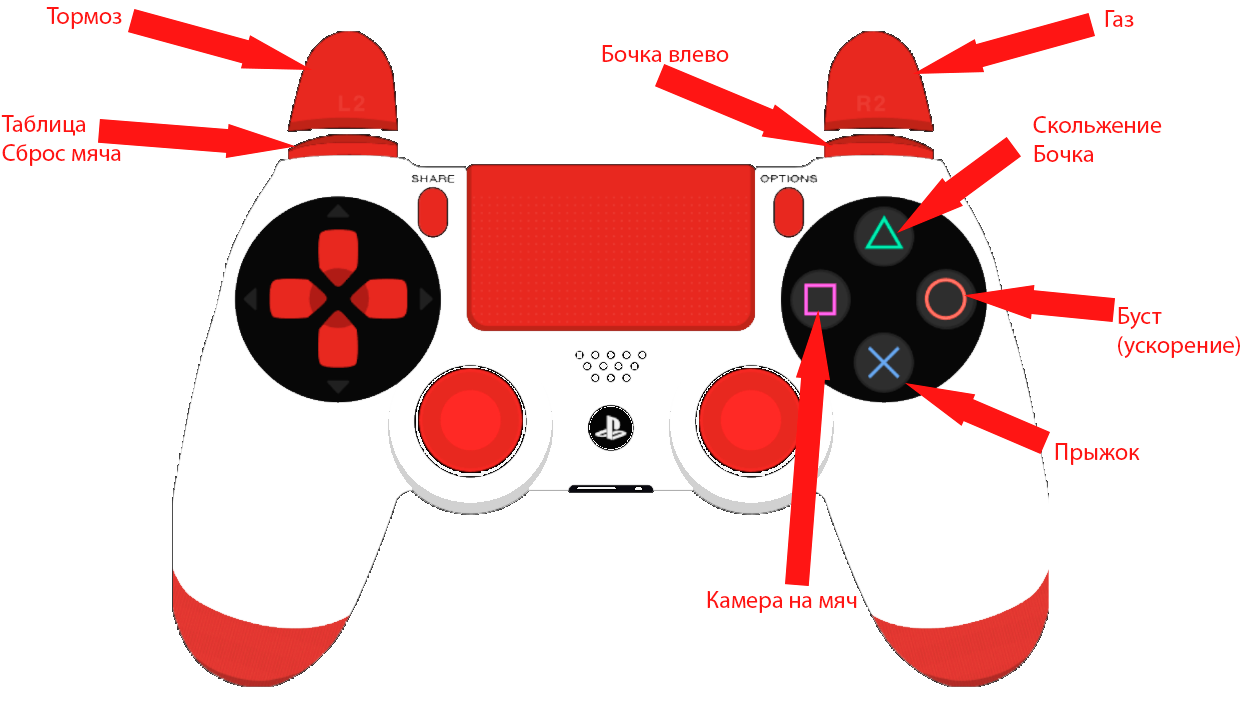 Тормоз
Газ
Бочка влево
L2
R2
Таблица
Сброс мяча
Скольжение
Бочка
SHARE
OPTIONS
Буст
(ускорение)
Прыжок
Камера на мяч